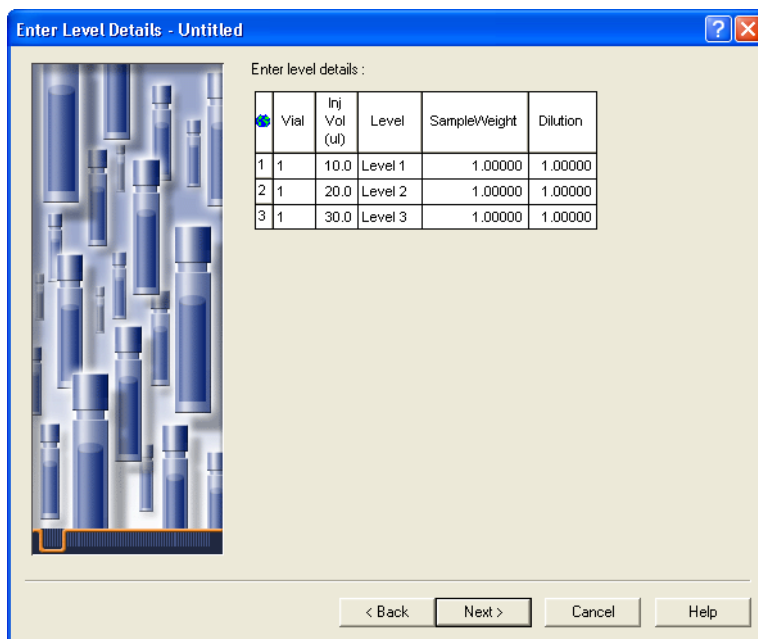 Enter Level Details - Untitled
Enter level details :
Vial Inj Vol (ul) Level SampleWeight Dilution
1 1 10.0 Level 1 1.00000 1.00000
2 1 20.0 Level 2 1.00000 1.00000
3 1 30.0 Level 3 1.00000 1.00000
< Back Next > Cancel Help